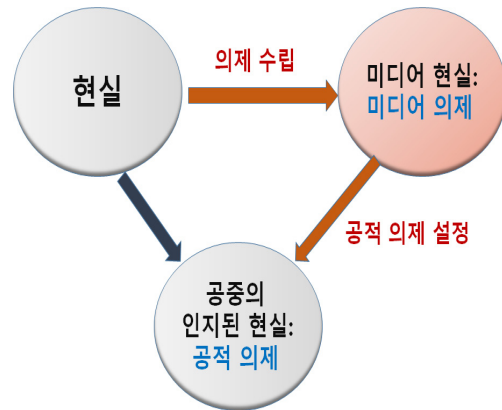 현실
의제 수립
미디어 현실:
미디어 의제
공적 의제 설정
공중의
인지된 현실:
공적 의제